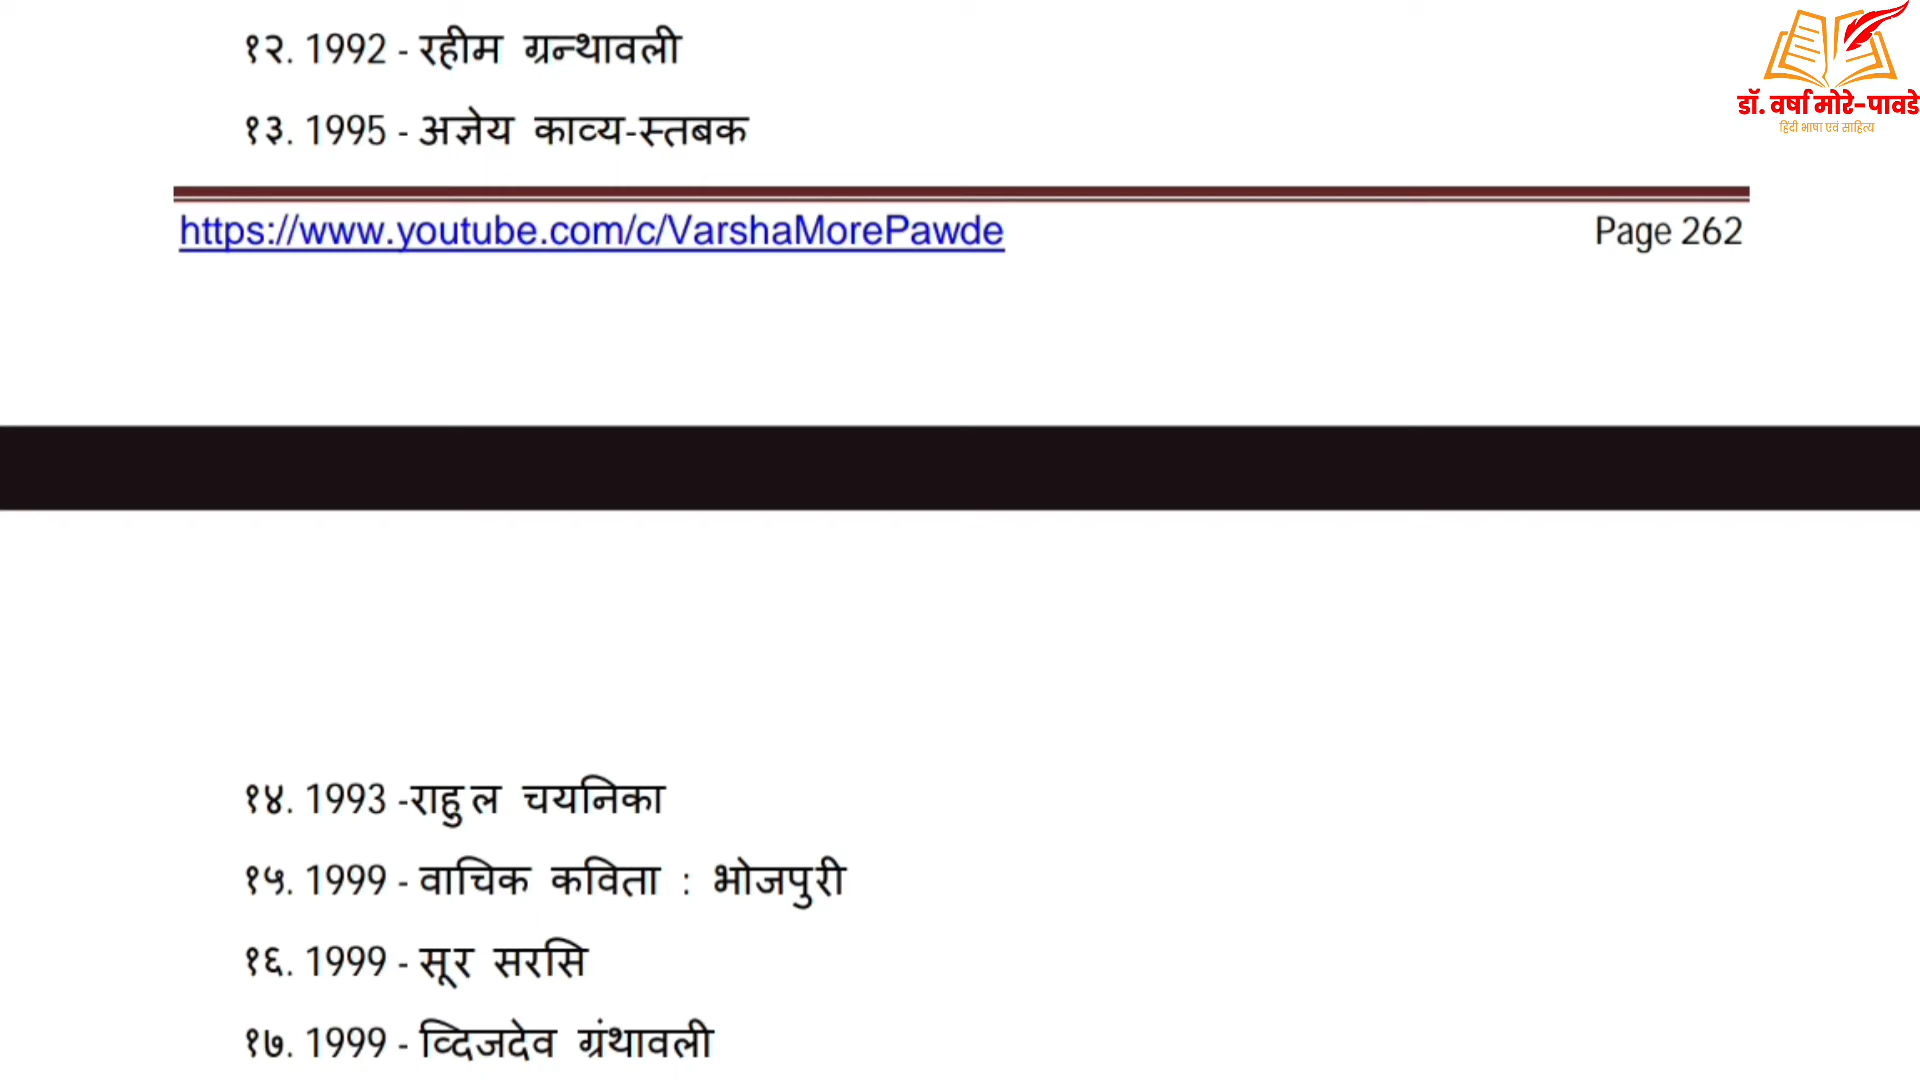 १२. 1992 - रहीम ग्रन्थावली
१३. 1995 - अज्ञेय काव्य-स्तबक
डॉ. वर्षा मोरे-पावडे
हिंदी भाषा एवं साहित्य
https://www.youtube.com/c/VarshaMorePawde
Page 262
१४. 1993 -राहुल चयनिका
१५. 1999 - वाचिक कविता : भोजपुरी
१६. 1999 - सूर सरसि
१७. 1999 - व्दिजदेव ग्रंथावली